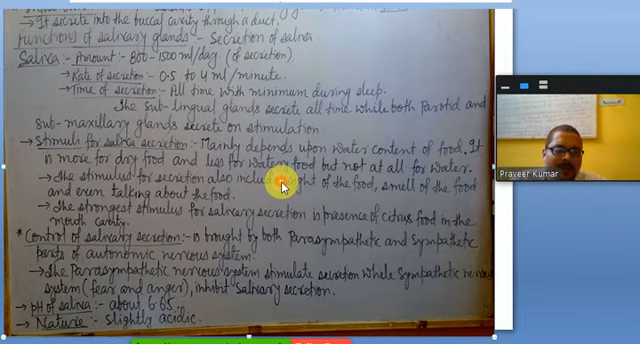 → It secrete into the buccal cavity through a duct.
functions of salivary glands - Secretion of saliva
Saliva:- Amount:- 800-1500 ml/day. (of secretion).
→ Rate of secretion:- 0.5 to 4 ml/minute.
→ Time of secretion:- All time with minimum during sleep.
The sub-lingual glands secrete all time while both Parotid and
sub-maxillary glands secrete on stimulation.
→ Stimuli for saliva secretion:- Mainly depends upon water content of food. It
is more for dry food and less for watery food but not at all for water.
→ The stimulus for secretion also includ sight of the food, smell of the food
and even talking about the food.
→ The strongest stimulus for salivary secretion is presence of citrus food in the
mouth cavity.
* Control of salivary secretion:- is brought by both Parasympathetic and Sympathetic
parts of autonomic nervous system.
→ The Parasympathetic nervous system stimulate secretion while Sympathetic nervous
system (fear and anger), inhibit salivary secretion.
→ pH of saliva:- about 6.65.
→ Nature:- Slightly acidic.
Praveer Kumar